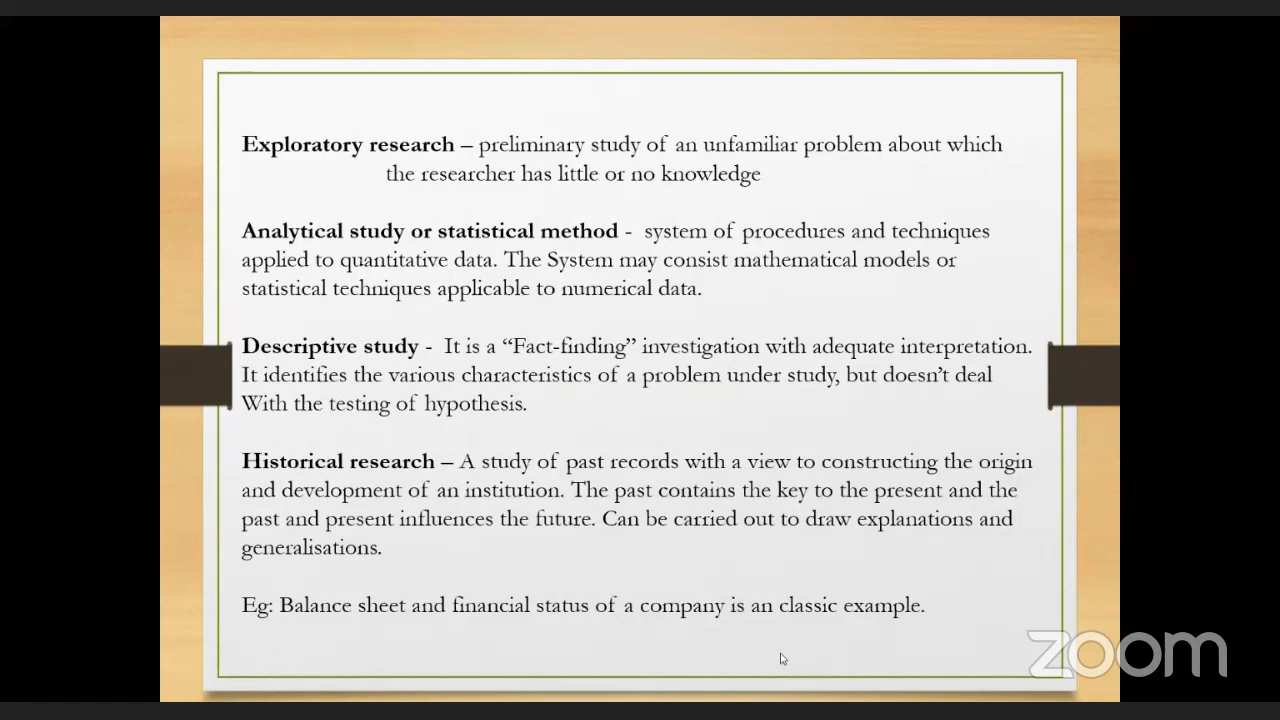 Exploratory research – preliminary study of an unfamiliar problem about which
the researcher has little or no knowledge
Analytical study or statistical method - system of procedures and techniques
applied to quantitative data. The System may consist mathematical models or
statistical techniques applicable to numerical data.
Descriptive study - It is a “Fact-finding” investigation with adequate interpretation.
It identifies the various characteristics of a problem under study, but doesn’t deal
With the testing of hypothesis.
Historical research – A study of past records with a view to constructing the origin
and development of an institution. The past contains the key to the present and the
past and present influences the future. Can be carried out to draw explanations and
generalisations.
Eg: Balance sheet and financial status of a company is an classic example.
zoom